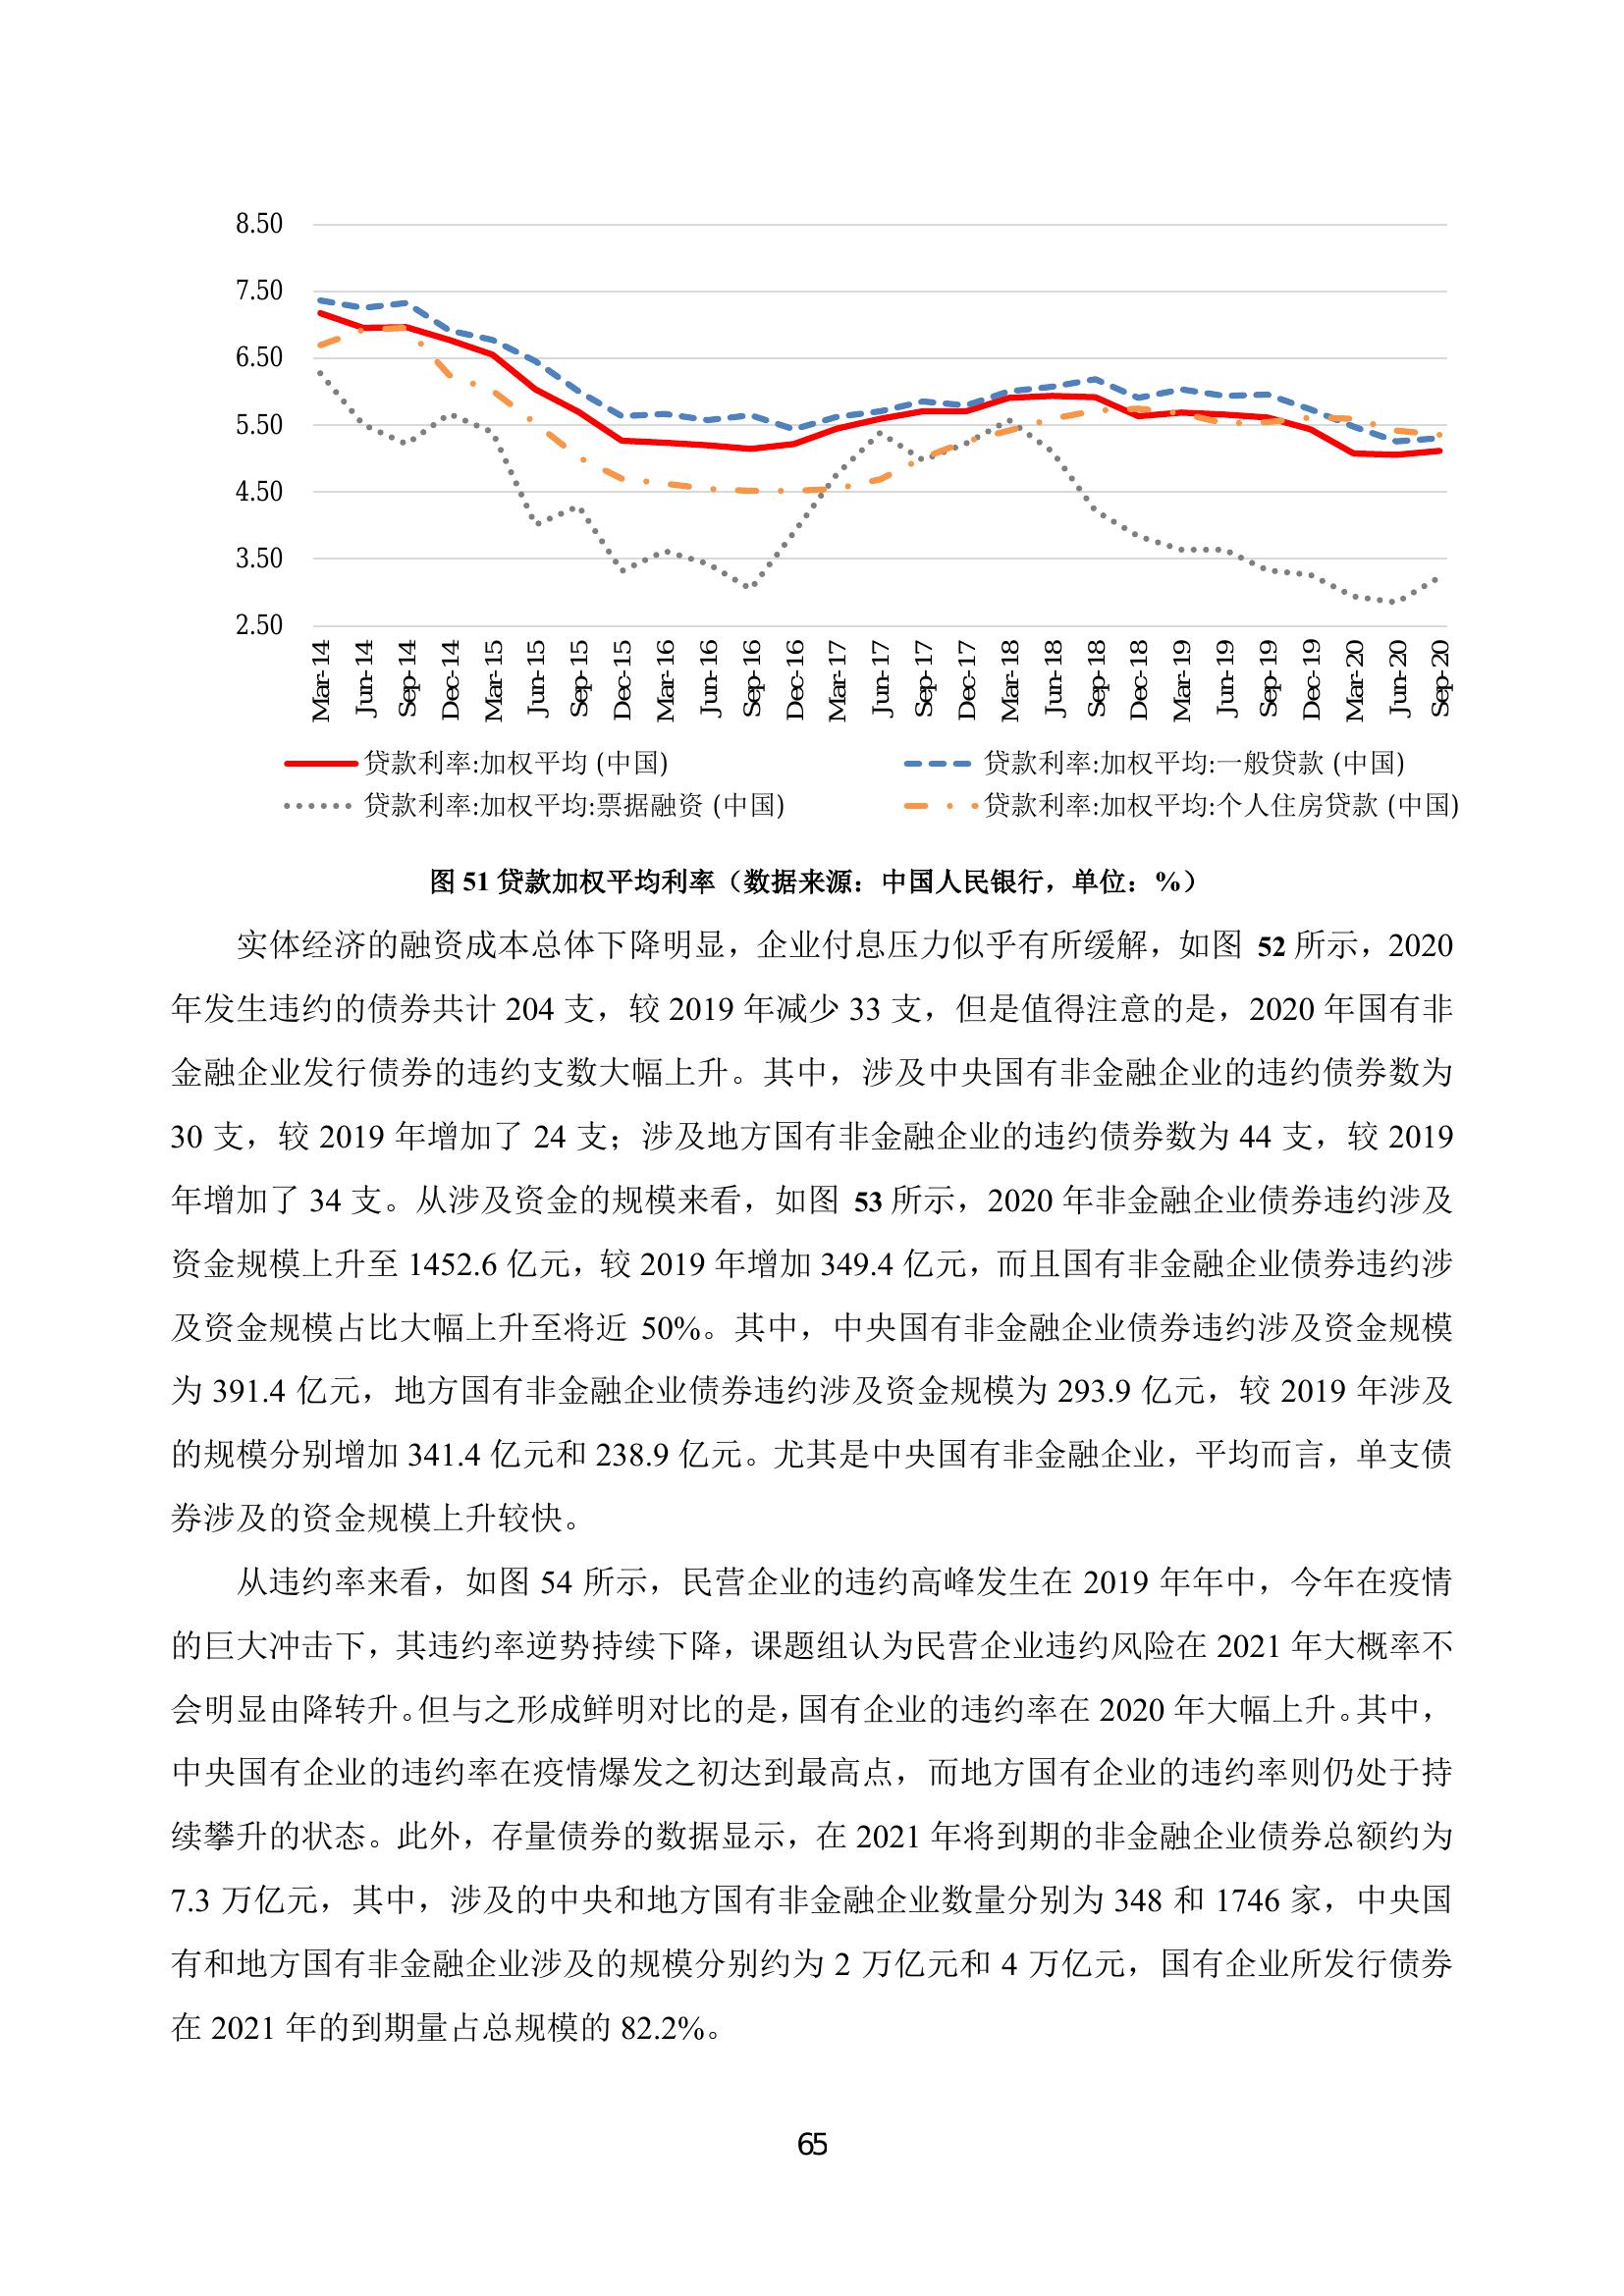 8.50
7.50
6.50
5.50
4.50
3.50
2.50
Mar-14
Jun-14
Sep-14
Dec-14
Mar-15
Jun-15
Sep-15
Dec-15
Mar-16
Jun-16
Sep-16
Dec-16
Mar-17
Jun-17
Sep-17
Dec-17
Mar-18
Jun-18
Sep-18
Dec-18
Mar-19
Jun-19
Sep-19
Dec-19
Mar-20
Jun-20
Sep-20
贷款利率:加权平均 (中国)
贷款利率:加权平均:一般贷款 (中国)
贷款利率:加权平均:票据融资 (中国)
贷款利率:加权平均:个人住房贷款 (中国)
图 51 贷款加权平均利率（数据来源：中国人民银行，单位：%）
实体经济的融资成本总体下降明显，企业付息压力似乎有所缓解，如图 52 所示，2020
年发生违约的债券共计 204 支，较 2019 年减少 33 支，但是值得注意的是，2020 年国有非
金融企业发行债券的违约支数大幅上升。其中，涉及中央国有非金融企业的违约债券数为
30 支，较 2019 年增加了 24 支；涉及地方国有非金融企业的违约债券数为 44 支，较 2019
年增加了 34 支。从涉及资金的规模来看，如图 53 所示，2020 年非金融企业债券违约涉及
资金规模上升至 1452.6 亿元，较 2019 年增加 349.4 亿元，而且国有非金融企业债券违约涉
及资金规模占比大幅上升至将近 50%。其中，中央国有非金融企业债券违约涉及资金规模
为 391.4 亿元，地方国有非金融企业债券违约涉及资金规模为 293.9 亿元，较 2019 年涉及
的规模分别增加 341.4 亿元和 238.9 亿元。尤其是中央国有非金融企业，平均而言，单支债
券涉及的资金规模上升较快。
从违约率来看，如图 54 所示，民营企业的违约高峰发生在 2019 年年中，今年在疫情
的巨大冲击下，其违约率逆势持续下降，课题组认为民营企业违约风险在 2021 年大概率不
会明显由降转升。但与之形成鲜明对比的是，国有企业的违约率在 2020 年大幅上升。其中，
中央国有企业的违约率在疫情爆发之初达到最高点，而地方国有企业的违约率则仍处于持
续攀升的状态。此外，存量债券的数据显示，在 2021 年将到期的非金融企业债券总额约为
7.3 万亿元，其中，涉及的中央和地方国有非金融企业数量分别为 348 和 1746 家，中央国
有和地方国有非金融企业涉及的规模分别约为 2 万亿元和 4 万亿元，国有企业所发行债券
在 2021 年的到期量占总规模的 82.2%。
65